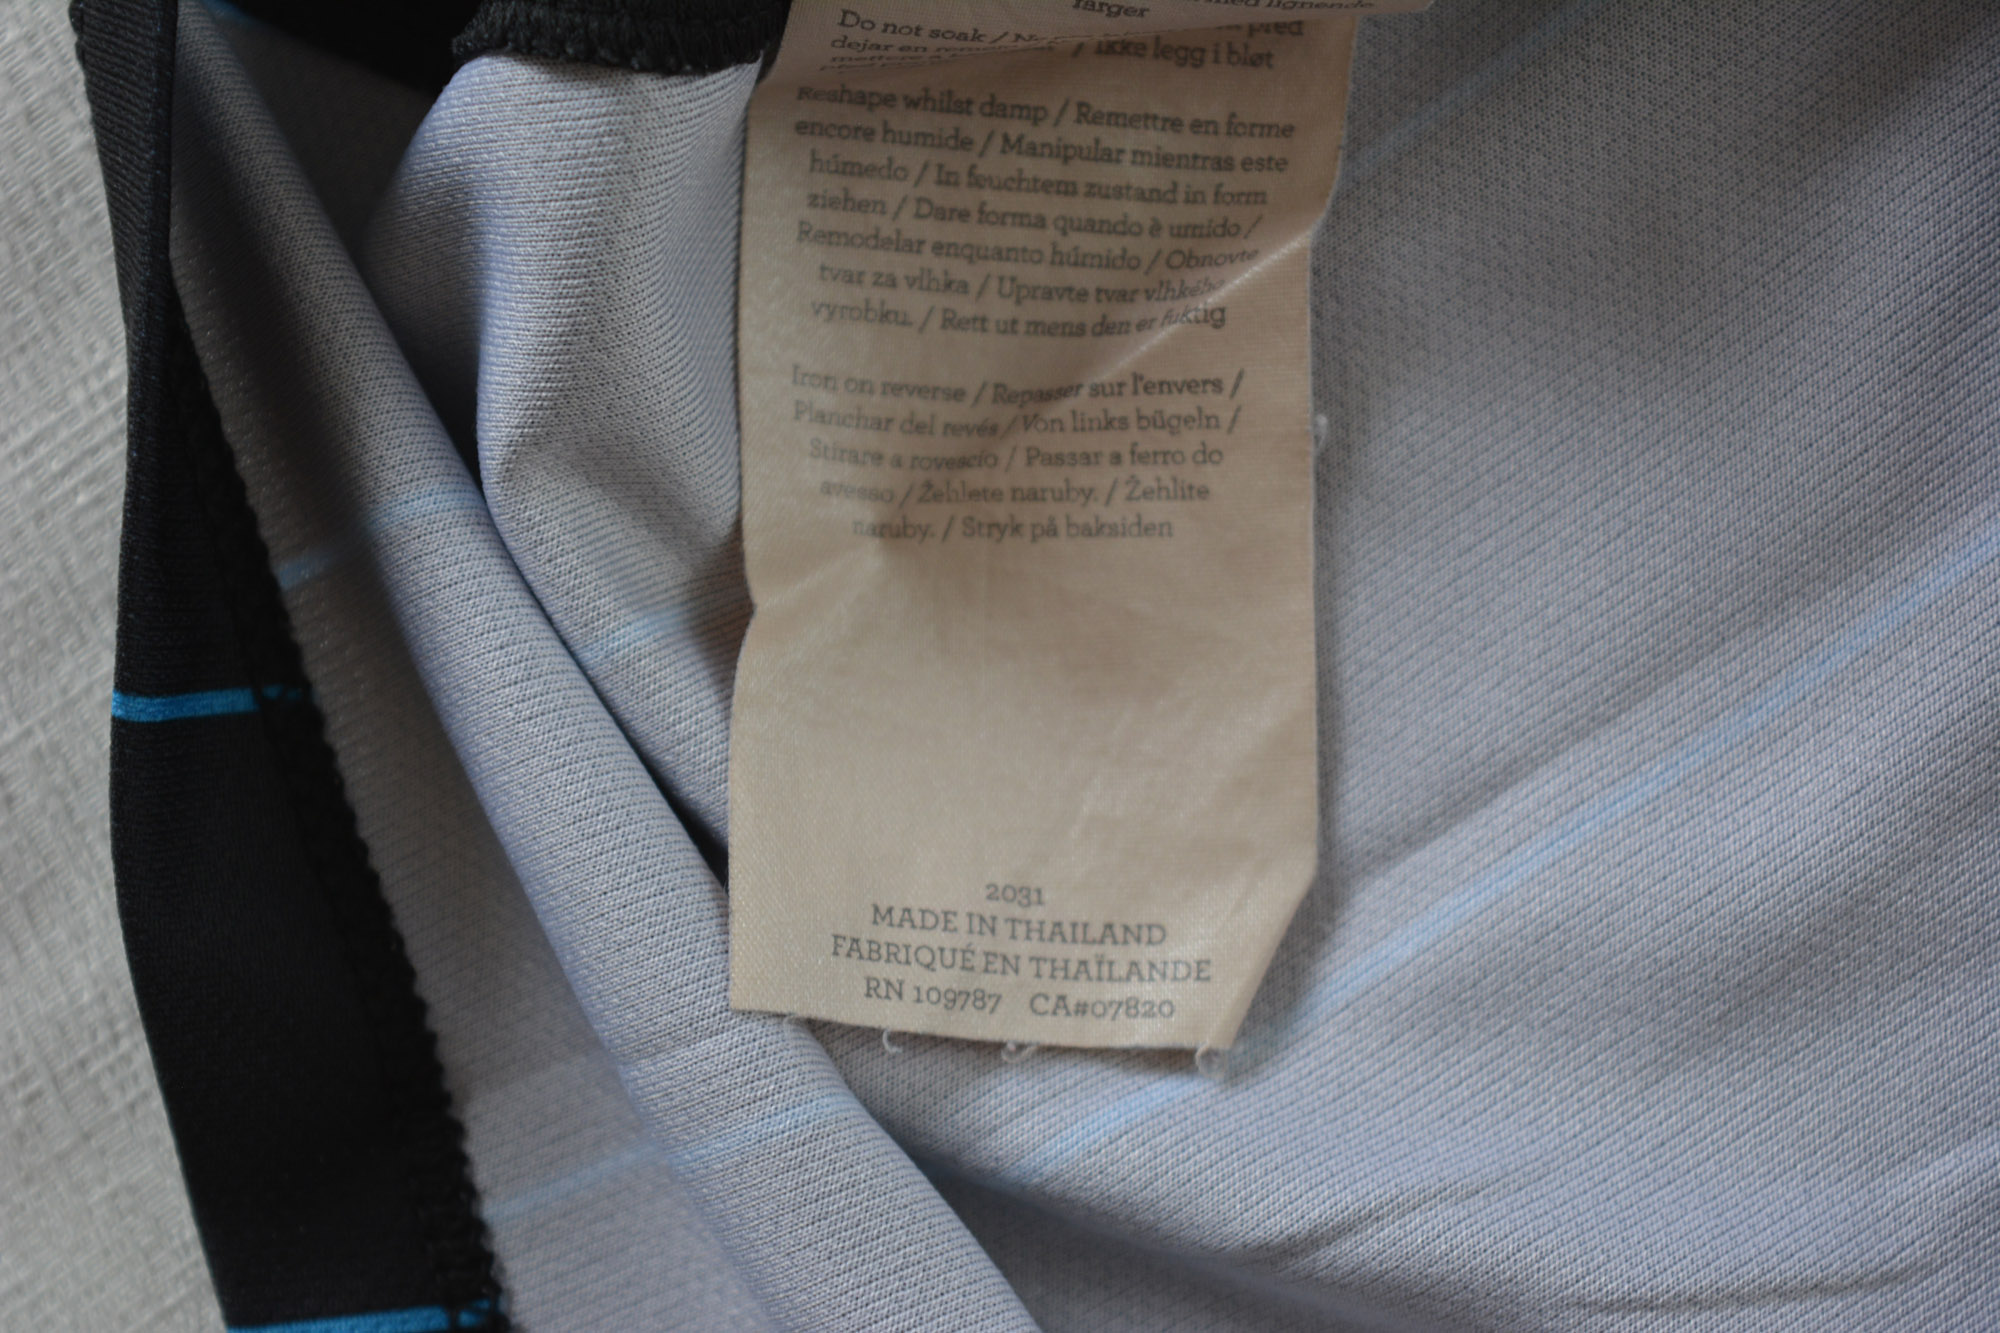 farger
Do not soak /
dejar en
/ Ikke legg i bløt
Reshape whilst damp / Remettre en forme
encore humide / Manipular mientras este
húmedo / In feuchtem zustand in form
ziehen / Dare forma quando è umido /
Remodelar enquanto húmido / Obnovte
tvar za vlhka / Upravte tvar vlhkého
vyrobku. / Rett ut mens den er fuktig
Iron on reverse / Repasser sur l'envers /
Planchar del revés / Von links bügeln /
Stirare a rovescio / Passar a ferro do
avesso / Žehlete naruby. / Žehlite
naruby. / Stryk på baksiden
2031
MADE IN THAILAND
FABRIQUÉ EN THAÏLANDE
RN 109787 CA#07820